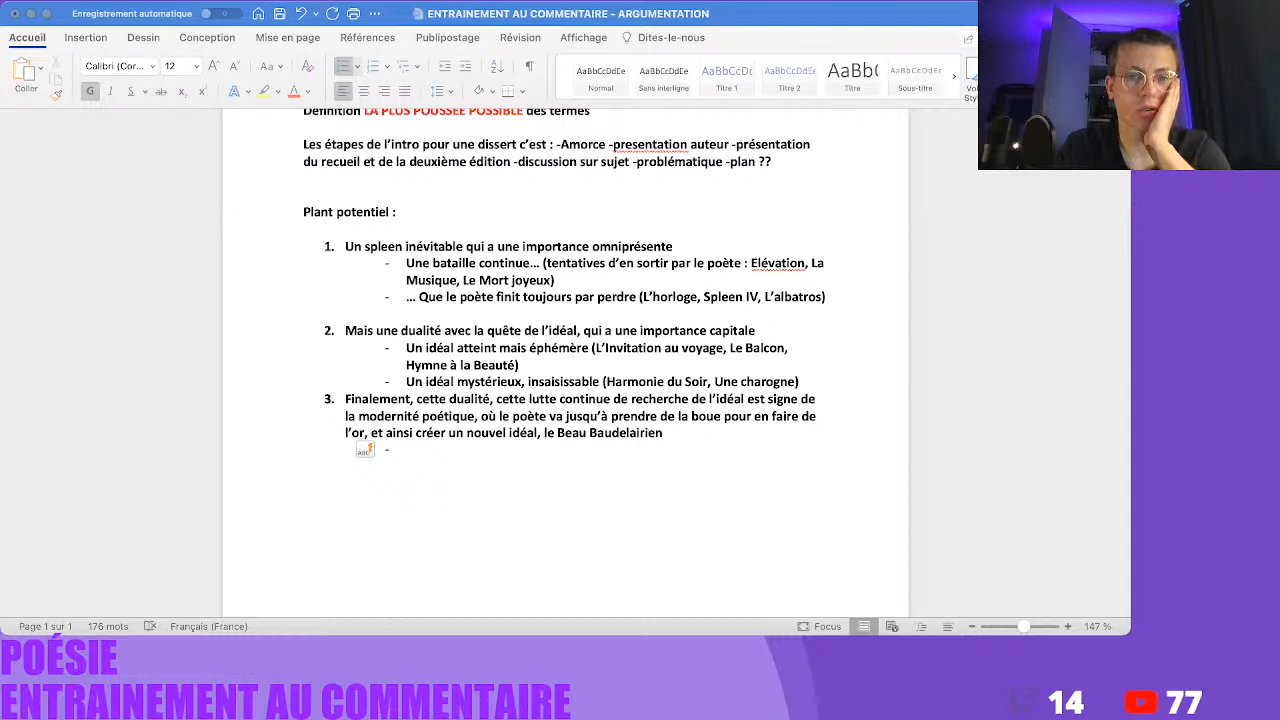 Enregistrement automatique
ENTRAINEMENT AU COMMENTAIRE - ARGUMENTATION
Accueil Insertion Dessin Conception Mise en page Références Publipostage Révision Affichage Dites-le-nous
Coller
Calibri (Cor... 12
G I S
AaBbCcDdEe AaBbCcDdEe AaBbCcDc AaBbCcDdEe AaBb( AaBbCcDdEe
Normal Sans interligne Titre 1 Titre 2 Titre Sous-titre
Définition LA PLUS POUSSEE POSSIBLE des termes
Les étapes de l'intro pour une dissert c'est : -Amorce -presentation auteur -présentation
du recueil et de la deuxième édition -discussion sur sujet -problématique -plan ??
Plant potentiel :
1. Un spleen inévitable qui a une importance omniprésente
- Une bataille continue... (tentatives d'en sortir par le poète : Elévation, La
Musique, Le Mort joyeux)
- ... Que le poète finit toujours par perdre (L'horloge, Spleen IV, L'albatros)
2. Mais une dualité avec la quête de l'idéal, qui a une importance capitale
- Un idéal atteint mais éphémère (L'Invitation au voyage, Le Balcon,
Hymne à la Beauté)
- Un idéal mystérieux, insaisissable (Harmonie du Soir, Une charogne)
3. Finalement, cette dualité, cette lutte continue de recherche de l'idéal est signe de
la modernité poétique, où le poète va jusqu'à prendre de la boue pour en faire de
l'or, et ainsi créer un nouvel idéal, le Beau Baudelairien
-
Page 1 sur 1 176 mots Français (France) Focus 147 %
POÉSIE
ENTRAINEMENT AU COMMENTAIRE
14 77